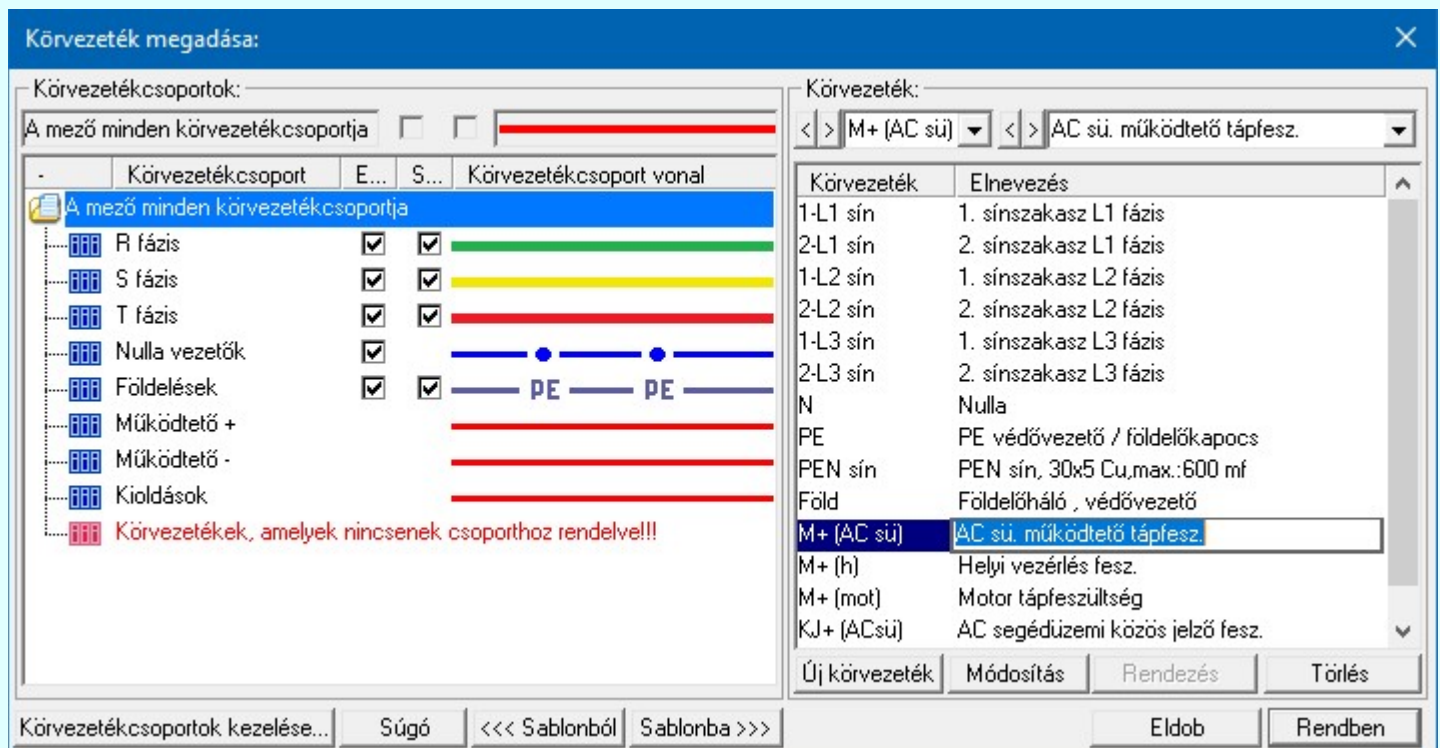 Körvezeték megadása:
Körvezetékcsoportok:
A mező minden körvezetékcsoportja
- Körvezetékcsoport E... S... Körvezetékcsoport vonal
A mező minden körvezetékcsoportja
R fázis
S fázis
T fázis
Nulla vezetők
Földelések PE PE
Működtető +
Működtető -
Kioldások
Körvezetékek, amelyek nincsenek csoporthoz rendelve!!!
Körvezeték:
< > M+ (AC sü) < > AC sü. működtető tápfesz.
Körvezeték Elnevezés
1-L1 sín 1. sínszakasz L1 fázis
2-L1 sín 2. sínszakasz L1 fázis
1-L2 sín 1. sínszakasz L2 fázis
2-L2 sín 2. sínszakasz L2 fázis
1-L3 sín 1. sínszakasz L3 fázis
2-L3 sín 2. sínszakasz L3 fázis
N Nulla
PE PE védővezető / földelőkapocs
PEN sín PEN sín, 30x5 Cu,max.:600 mf
Föld Földelőháló , védővezető
M+ (AC sü) AC sü. működtető tápfesz.
M+ (h) Helyi vezérlés fesz.
M+ (mot) Motor tápfeszültség
KJ+ (ACsü) AC segédüzemi közös jelző fesz.
Új körvezeték Módosítás Rendezés Törlés
Körvezetékcsoportok kezelése... Súgó <<< Sablonból Sablonba >>> Eldob Rendben